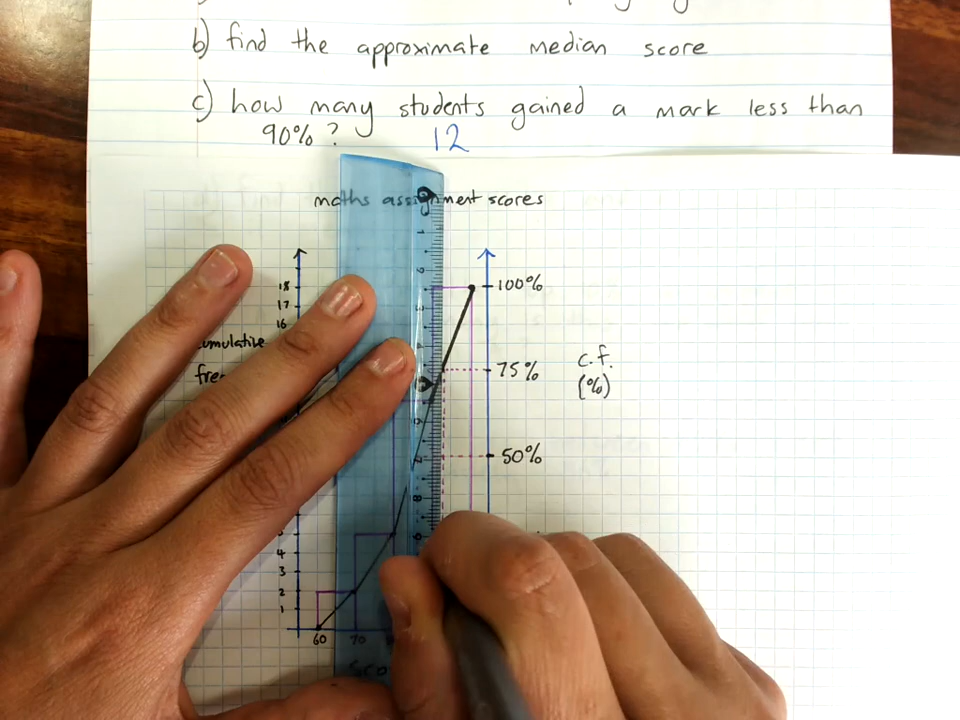 b) find the approximate median score
c) how many students gained a mark less than
90% ? 12
maths assignment scores
18
17
16
100%
75%
50%
c.f.
(%)
5
4
3
2
1
60 70